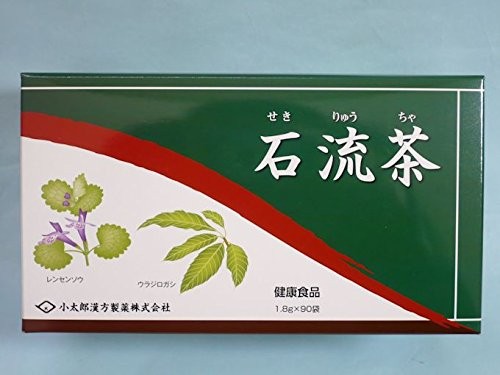 せき りゅう ちゃ
石流茶
レンセンソウ
ウラジロガシ
健康食品
1.8g×90袋
小太郎漢方製薬株式会社